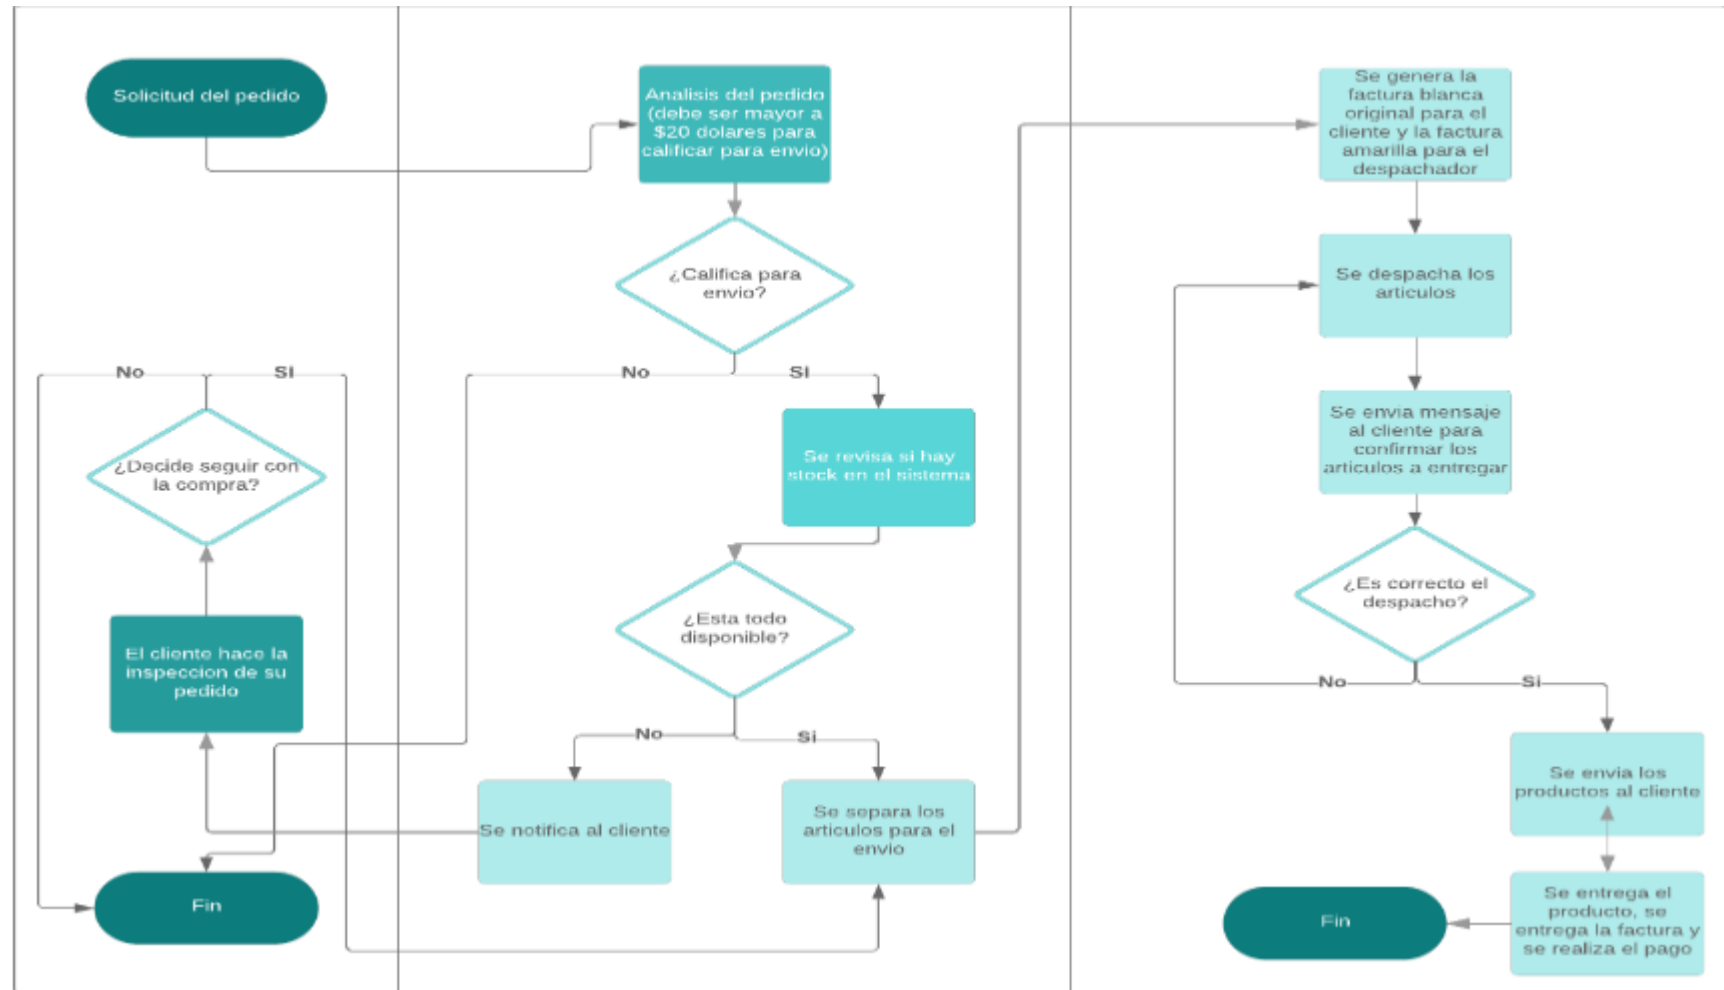 Solicitud del pedido
Analisis del pedido
(debe ser mayor a
$20 dolares para
calificar para envio)
¿Califica para
envio?
No
Si
Se revisa si hay
stock en el sistema
¿Esta todo
disponible?
No
Si
Se notifica al cliente
Se separa los
articulos para el
envio
El cliente hace la
inspeccion de su
pedido
¿Decide seguir con
la compra?
No
Si
Fin
Se genera la
factura blanca
original para el
cliente y la factura
amarilla para el
despachador
Se despacha los
articulos
Se envia mensaje
al cliente para
confirmar los
articulos a entregar
¿Es correcto el
despacho?
No
Si
Se envia los
productos al cliente
Se entrega el
producto, se
entrega la factura y
se realiza el pago
Fin